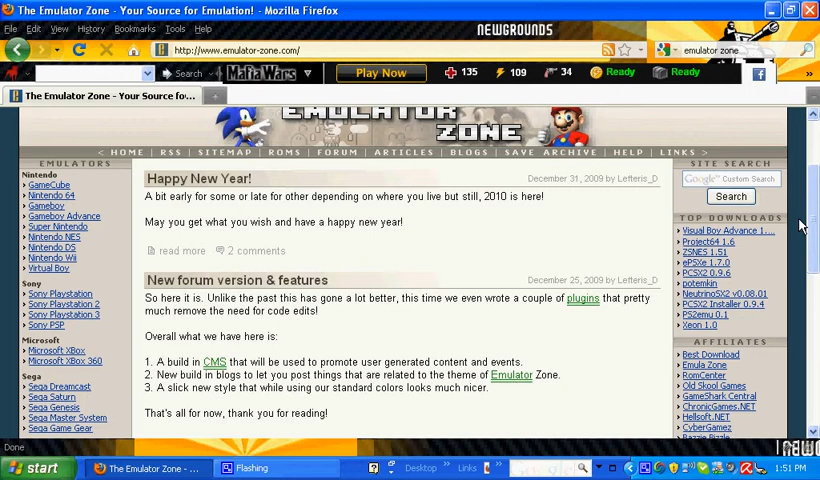 The Emulator Zone - Your Source for Emulation! - Mozilla Firefox
File Edit View History Bookmarks Tools Help
NEWGROUNDS
http://www.emulator-zone.com/
emulator zone
Search
Mafia Wars
Play Now
135
109
34
Ready
Ready
The Emulator Zone - Your Source fo...
EMULATOR
ZONE
< HOME | RSS | SITEMAP | ROMS | FORUM | ARTICLES | BLOGS | SAVE ARCHIVE | HELP | LINKS >
EMULATORS
Nintendo
GameCube
Nintendo 64
Gameboy
Gameboy Advance
Super Nintendo
Nintendo NES
Nintendo DS
Nintendo Wii
Virtual Boy
Sony
Sony Playstation
Sony Playstation 2
Sony Playstation 3
Sony PSP
Microsoft
Microsoft XBox
Microsoft XBox 360
Sega
Sega Dreamcast
Sega Saturn
Sega Genesis
Sega Master System
Sega Game Gear
Happy New Year!
December 31, 2009 by Lefteris_D
A bit early for some or late for other depending on where you live but still, 2010 is here!
May you get what you wish and have a happy new year!
read more 2 comments
New forum version & features
December 25, 2009 by Lefteris_D
So here it is. Unlike the past this has gone a lot better, this time we even wrote a couple of plugins that pretty
much remove the need for code edits!
Overall what we have here is:
1. A build in CMS that will be used to promote user generated content and events.
2. New build in blogs to let you post things that are related to the theme of Emulator Zone.
3. A slick new style that while using our standard colors looks much nicer.
That's all for now, thank you for reading!
SITE SEARCH
Google Custom Search
Search
TOP DOWNLOADS
Visual Boy Advance 1....
Project64 1.6
ZSNES 1.51
ePSXe 1.7.0
PCSX2 0.9.6
potemkin
NeutrinoSX2 v0.08.01
PCSX2 Installer 0.9.4
PS2emu 0.1
Xeon 1.0
AFFILIATES
Best Download
Emula Zone
RomCenter
Old Skool Games
GameShark Central
ChronicGames.NET
Hellsoft.NET
CyberGamez
Bazzie Bizzle
Done
start
The Emulator Zone - ...
Flashing
Desktop
Links
1:51 PM